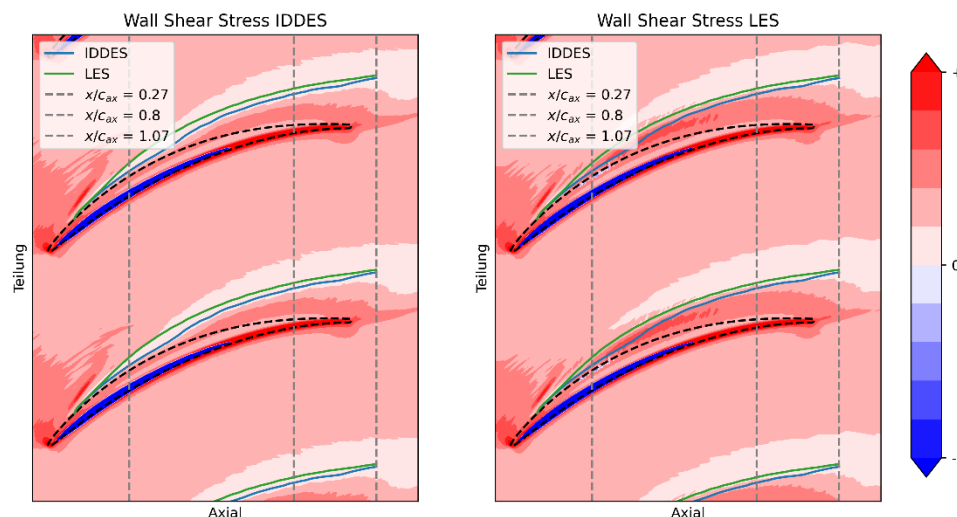 Wall Shear Stress IDDES
IDDES
LES
x/c_ax = 0.27
x/c_ax = 0.8
x/c_ax = 1.07
Teilung
Axial
Wall Shear Stress LES
IDDES
LES
x/c_ax = 0.27
x/c_ax = 0.8
x/c_ax = 1.07
Teilung
Axial
0